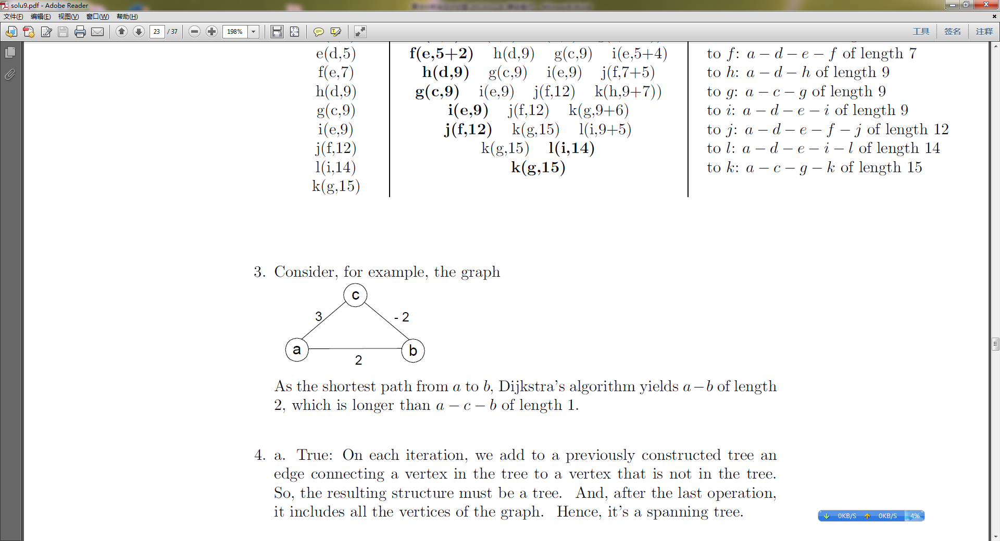 solu9.pdf - Adobe Reader
文件(F) 编辑(E) 视图(V) 窗口(W) 帮助(H)
23 / 37 198% 工具 签名 注释
e(d,5) f(e,5+2) h(d,9) g(c,9) i(e,5+4) to f: a − d − e − f of length 7
f(e,7) h(d,9) g(c,9) i(e,9) j(f,7+5) to h: a − d − h of length 9
h(d,9) g(c,9) i(e,9) j(f,12) k(h,9+7)) to g: a − c − g of length 9
g(c,9) i(e,9) j(f,12) k(g,9+6) to i: a − d − e − i of length 9
i(e,9) j(f,12) k(g,15) l(i,9+5) to j: a − d − e − f − j of length 12
j(f,12) k(g,15) l(i,14) to l: a − d − e − i − l of length 14
l(i,14) k(g,15) to k: a − c − g − k of length 15
k(g,15)
3. Consider, for example, the graph
c
3 - 2
a b
2
As the shortest path from a to b, Dijkstra's algorithm yields a − b of length
2, which is longer than a − c − b of length 1.
4. a. True: On each iteration, we add to a previously constructed tree an
edge connecting a vertex in the tree to a vertex that is not in the tree.
So, the resulting structure must be a tree. And, after the last operation,
it includes all the vertices of the graph. Hence, it's a spanning tree.
0KB/S 0KB/S 4%